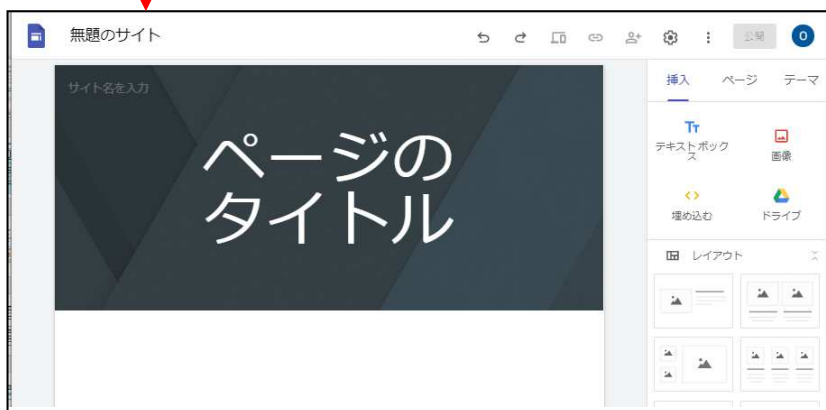 無題のサイト
公開
O
サイト名を入力
ページの
タイトル
挿入
ページ
テーマ
Tт
テキスト ボック
ス
画像
埋め込む
ドライブ
レイアウト